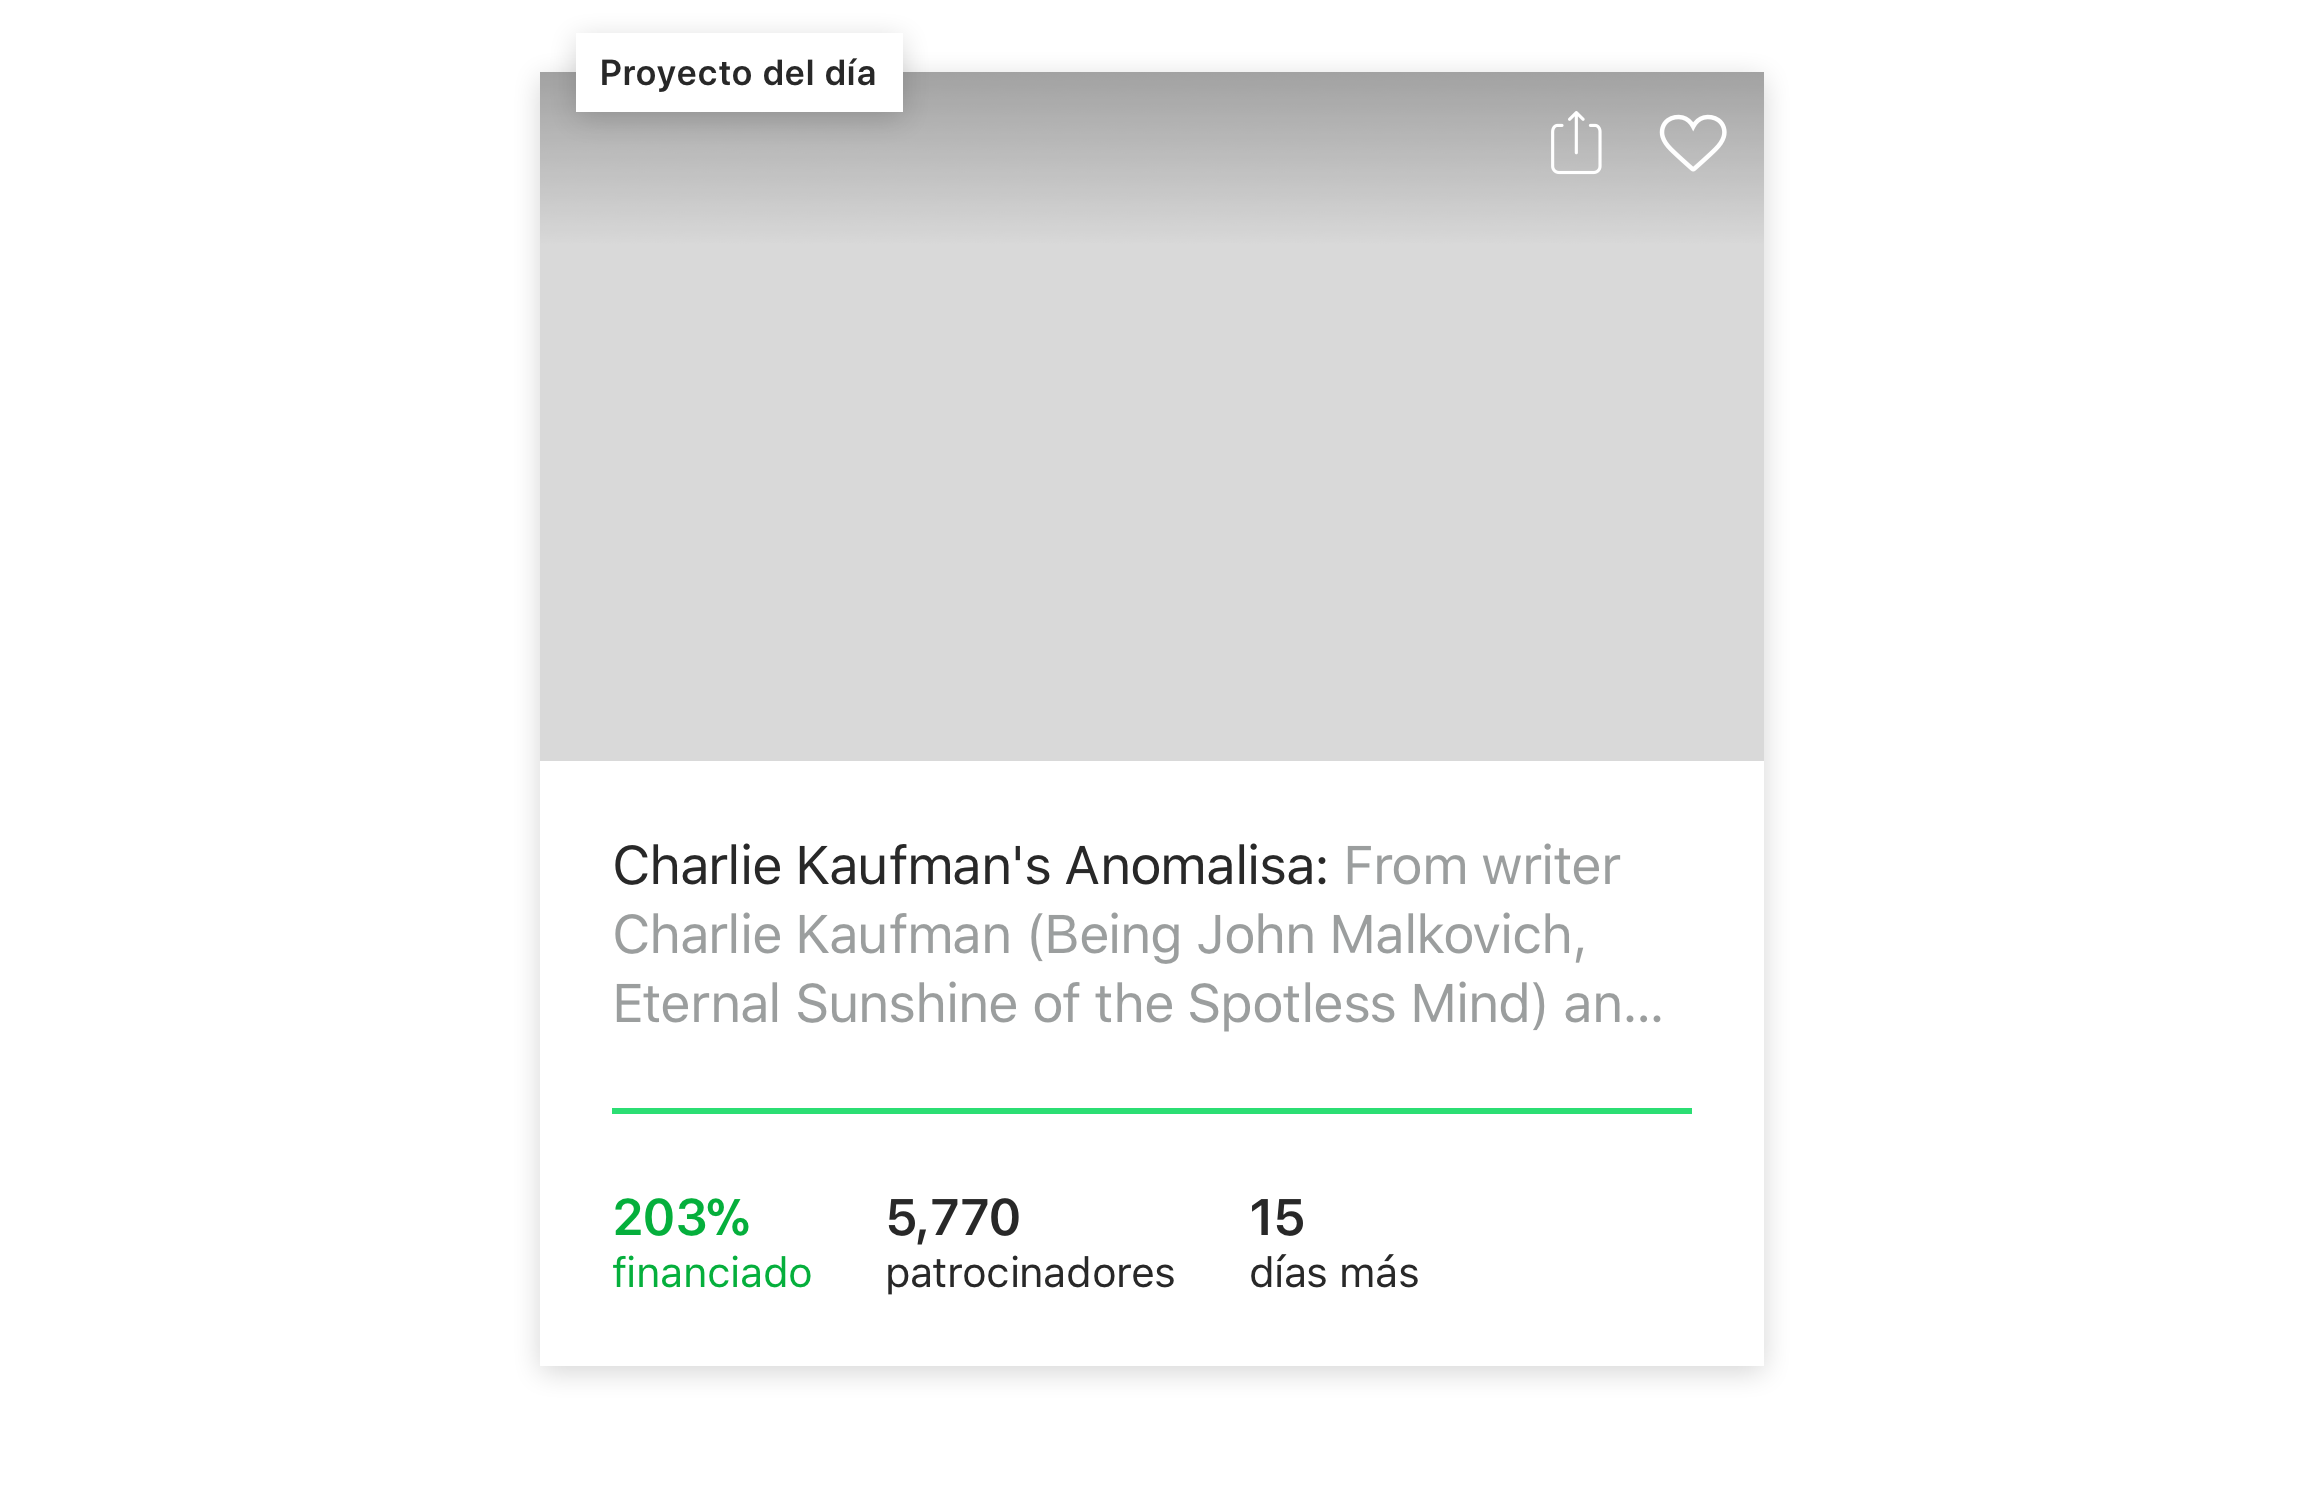 Proyecto del día
Charlie Kaufman's Anomalisa: From writer
Charlie Kaufman (Being John Malkovich,
Eternal Sunshine of the Spotless Mind) an...
203% 5,770 15
financiado patrocinadores días más